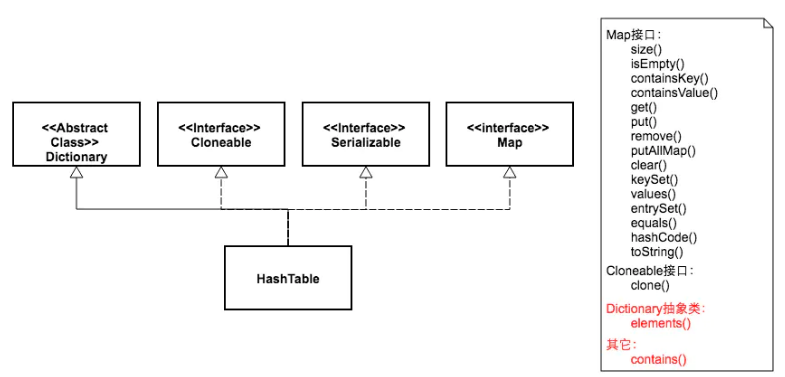 <<Abstract
Class>>
Dictionary
<<Interface>>
Cloneable
<<Interface>>
Serializable
<<interface>>
Map
HashTable
Map接口：
size()
isEmpty()
containsKey()
containsValue()
get()
put()
remove()
putAllMap()
clear()
keySet()
values()
entrySet()
equals()
hashCode()
toString()
Cloneable接口：
clone()
Dictionary抽象类：
elements()
其它：
contains()